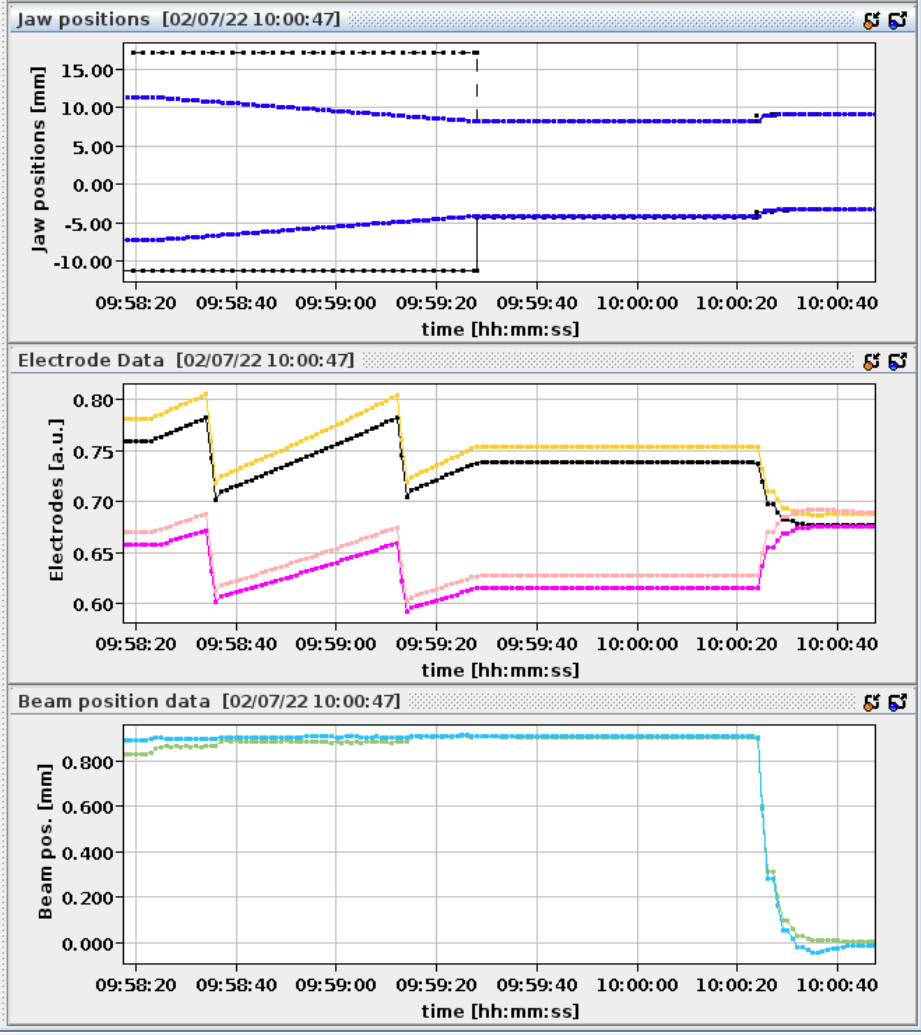 Jaw positions [02/07/22 10:00:47]
Jaw positions [mm]
15.00
10.00
5.00
0.00
-5.00
-10.00
09:58:20 09:58:40 09:59:00 09:59:20 09:59:40 10:00:00 10:00:20 10:00:40
time [hh:mm:ss]
Electrode Data [02/07/22 10:00:47]
Electrodes [a.u.]
0.80
0.75
0.70
0.65
0.60
09:58:20 09:58:40 09:59:00 09:59:20 09:59:40 10:00:00 10:00:20 10:00:40
time [hh:mm:ss]
Beam position data [02/07/22 10:00:47]
Beam pos. [mm]
0.800
0.600
0.400
0.200
0.000
09:58:20 09:58:40 09:59:00 09:59:20 09:59:40 10:00:00 10:00:20 10:00:40
time [hh:mm:ss]